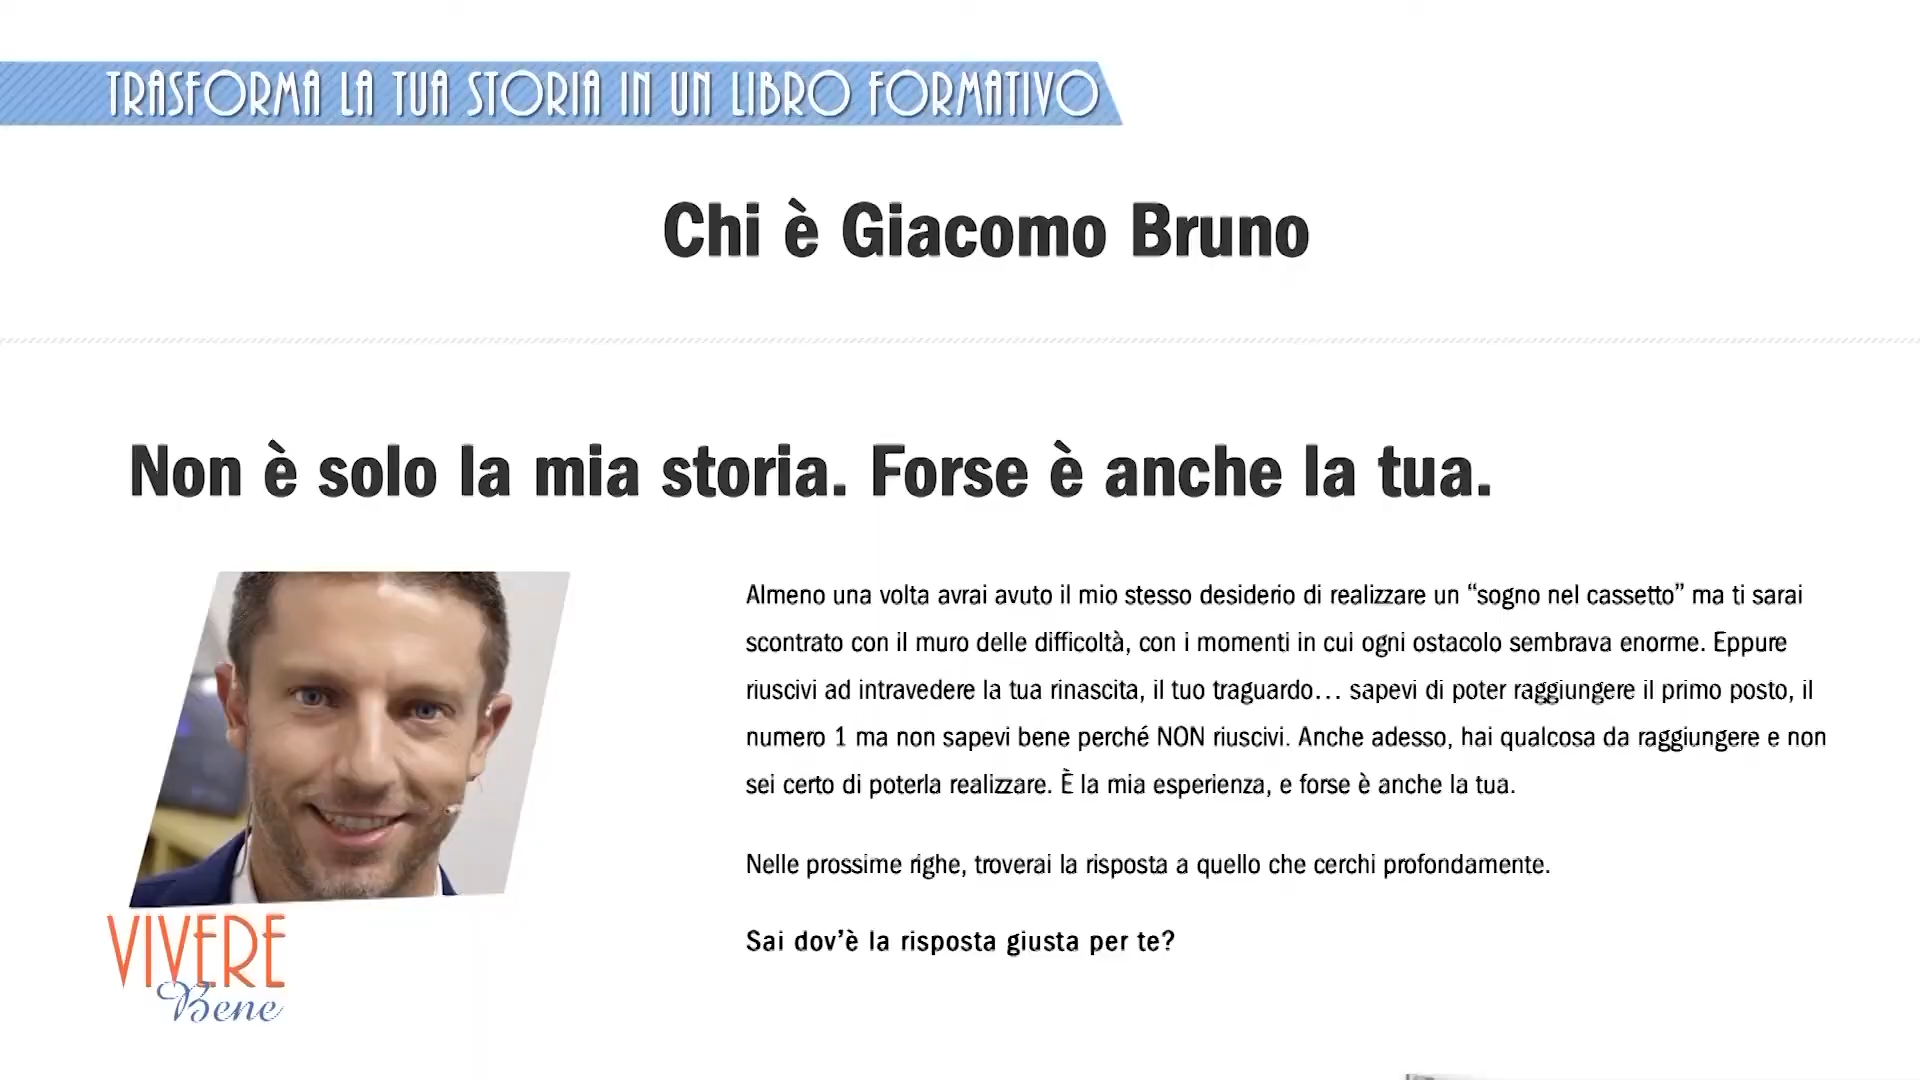 TRASFORMA LA TUA STORIA IN UN LIBRO FORMATIVO
Chi è Giacomo Bruno
Non è solo la mia storia. Forse è anche la tua.
Almeno una volta avrai avuto il mio stesso desiderio di realizzare un “sogno nel cassetto” ma ti sarai
scontrato con il muro delle difficoltà, con i momenti in cui ogni ostacolo sembrava enorme. Eppure
riuscivi ad intravedere la tua rinascita, il tuo traguardo… sapevi di poter raggiungere il primo posto, il
numero 1 ma non sapevi bene perché NON riuscivi. Anche adesso, hai qualcosa da raggiungere e non
sei certo di poterla realizzare. È la mia esperienza, e forse è anche la tua.
Nelle prossime righe, troverai la risposta a quello che cerchi profondamente.
Sai dov’è la risposta giusta per te?
VIVERE
Bene